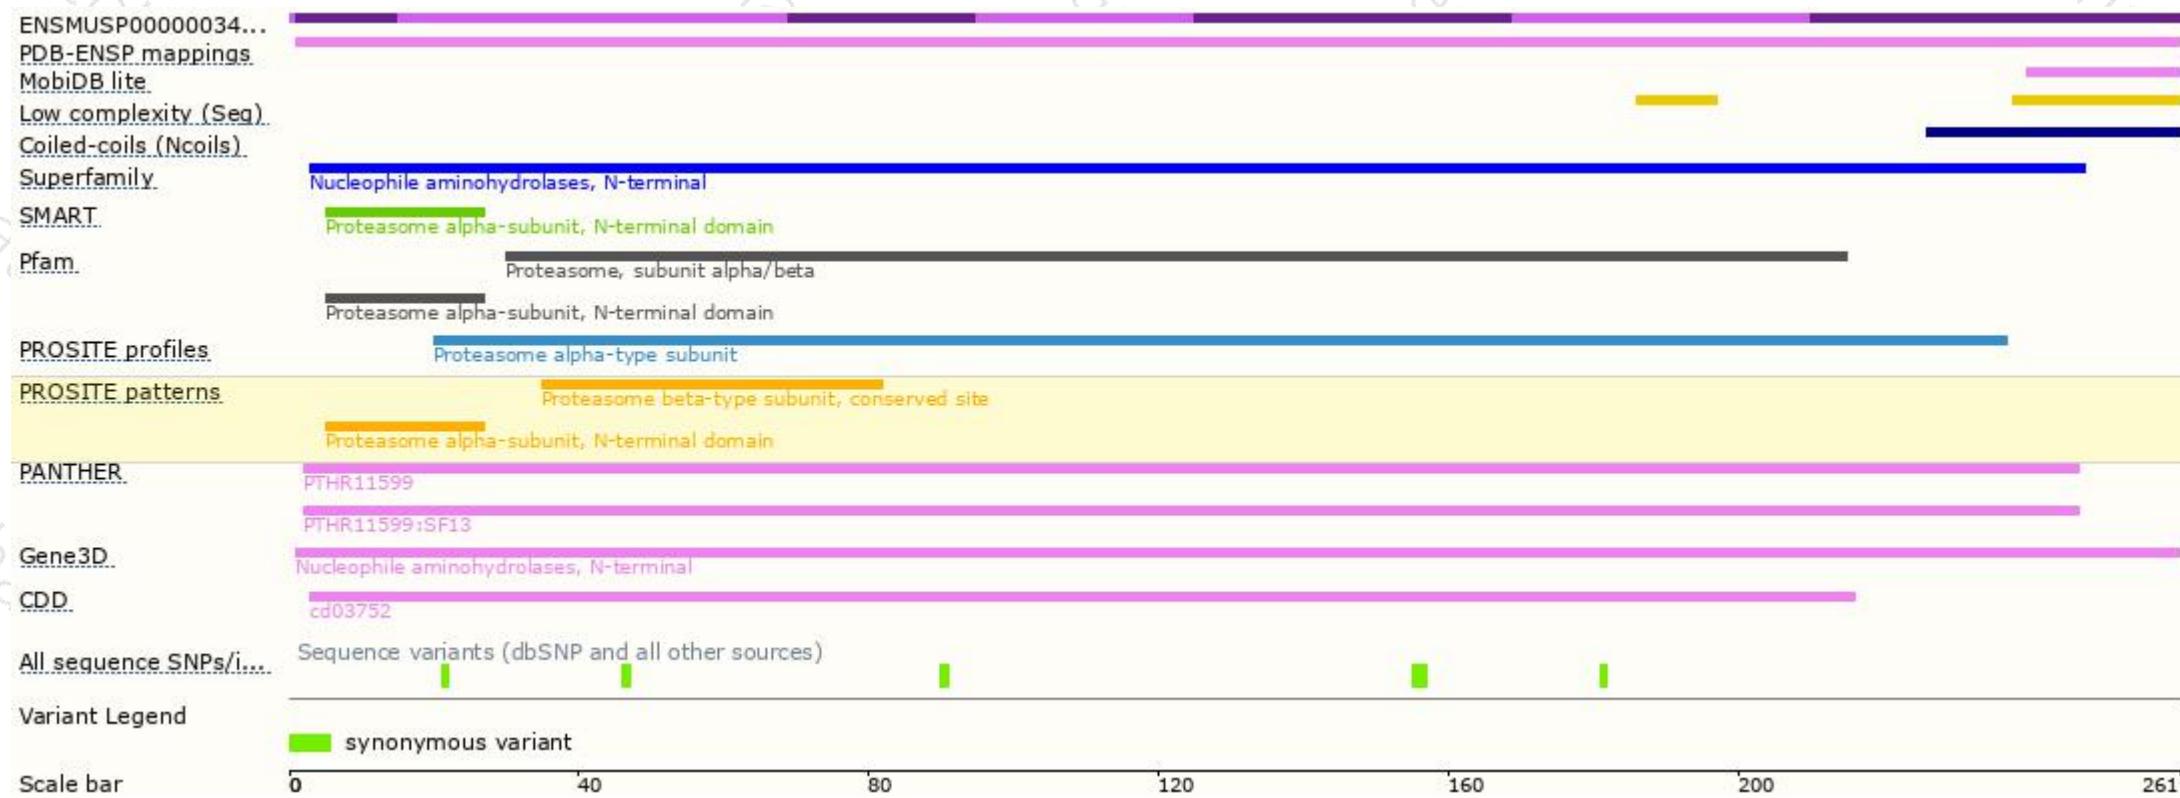 ENSMUSP00000034...
PDB-ENSP mappings
MobiDB lite
Low complexity (Seg)
Coiled-coils (Ncoils)
Superfamily
Nucleophile aminohydrolases, N-terminal
SMART
Proteasome alpha-subunit, N-terminal domain
Pfam
Proteasome, subunit alpha/beta
Proteasome alpha-subunit, N-terminal domain
PROSITE profiles
Proteasome alpha-type subunit
PROSITE patterns
Proteasome beta-type subunit, conserved site
Proteasome alpha-subunit, N-terminal domain
PANTHER
PTHR11599
PTHR11599:SF13
Gene3D
Nucleophile aminohydrolases, N-terminal
CDD
cd03752
All sequence SNPs/i...
Sequence variants (dbSNP and all other sources)
Variant Legend
synonymous variant
Scale bar 0 40 80 120 160 200 261